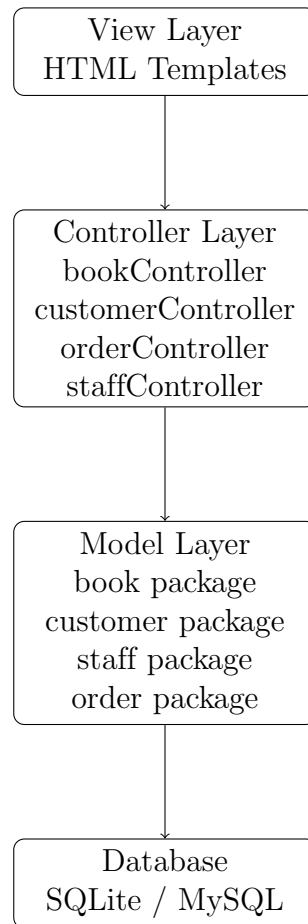 View Layer
HTML Templates
Controller Layer
bookController
customerController
orderController
staffController
Model Layer
book package
customer package
staff package
order package
Database
SQLite / MySQL